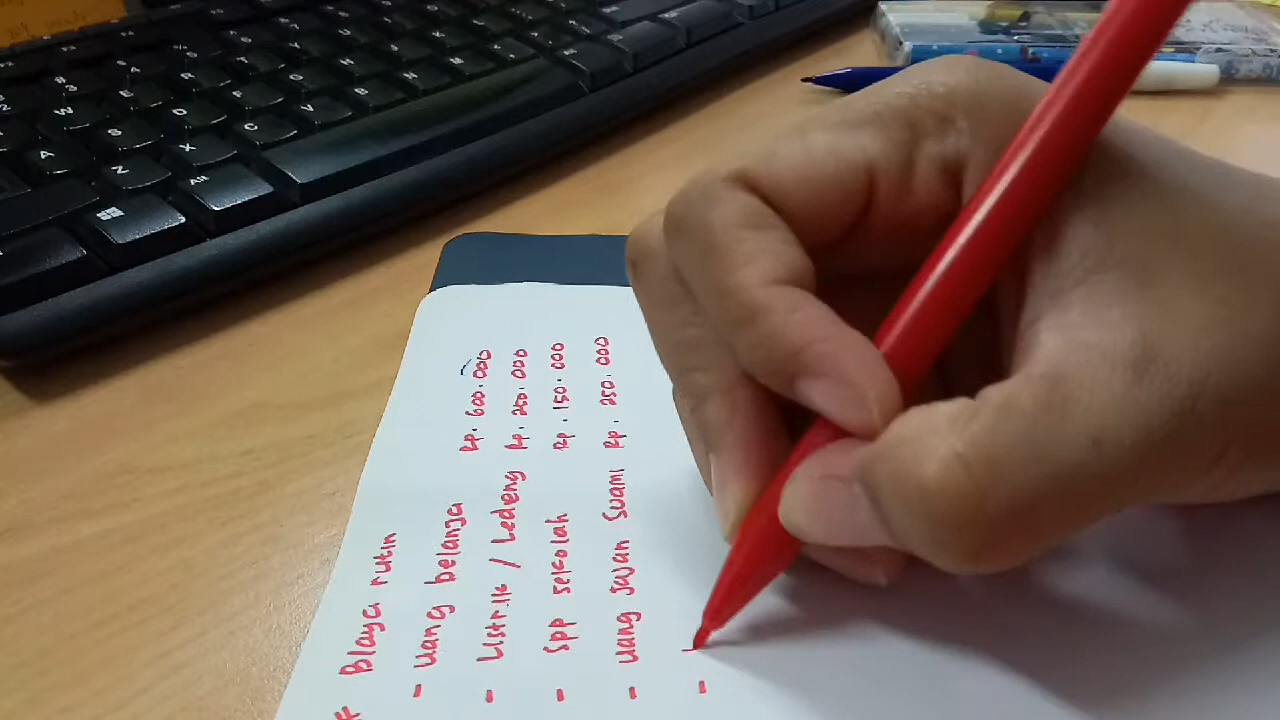 * Biaya rutin
- Uang belanja Rp. 600.000
- Listrik / Ledeng Rp. 250.000
- Spp sekolah Rp. 150.000
- Uang jajan Suami Rp. 250.000
-